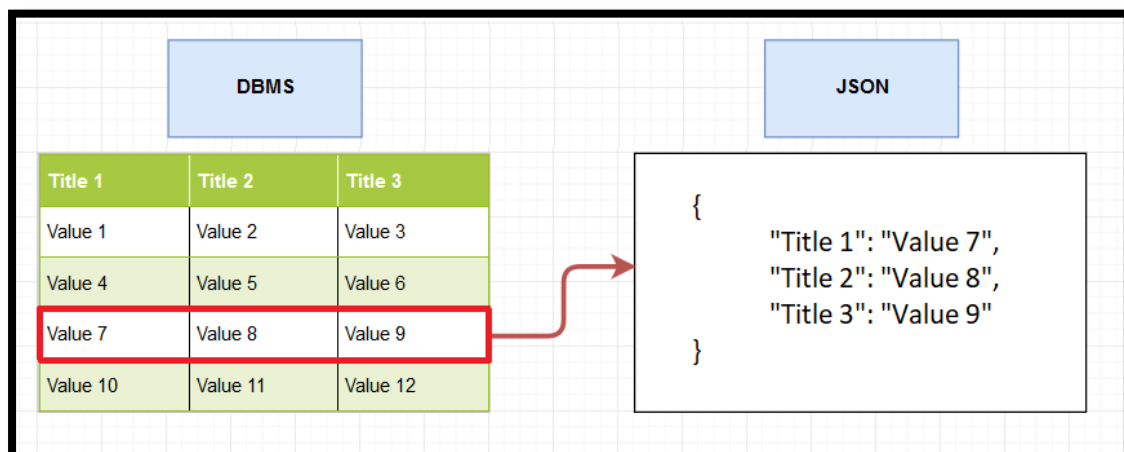 DBMS
JSON
Title 1 Title 2 Title 3
Value 1 Value 2 Value 3
Value 4 Value 5 Value 6
Value 7 Value 8 Value 9
Value 10 Value 11 Value 12
{
"Title 1": "Value 7",
"Title 2": "Value 8",
"Title 3": "Value 9"
}